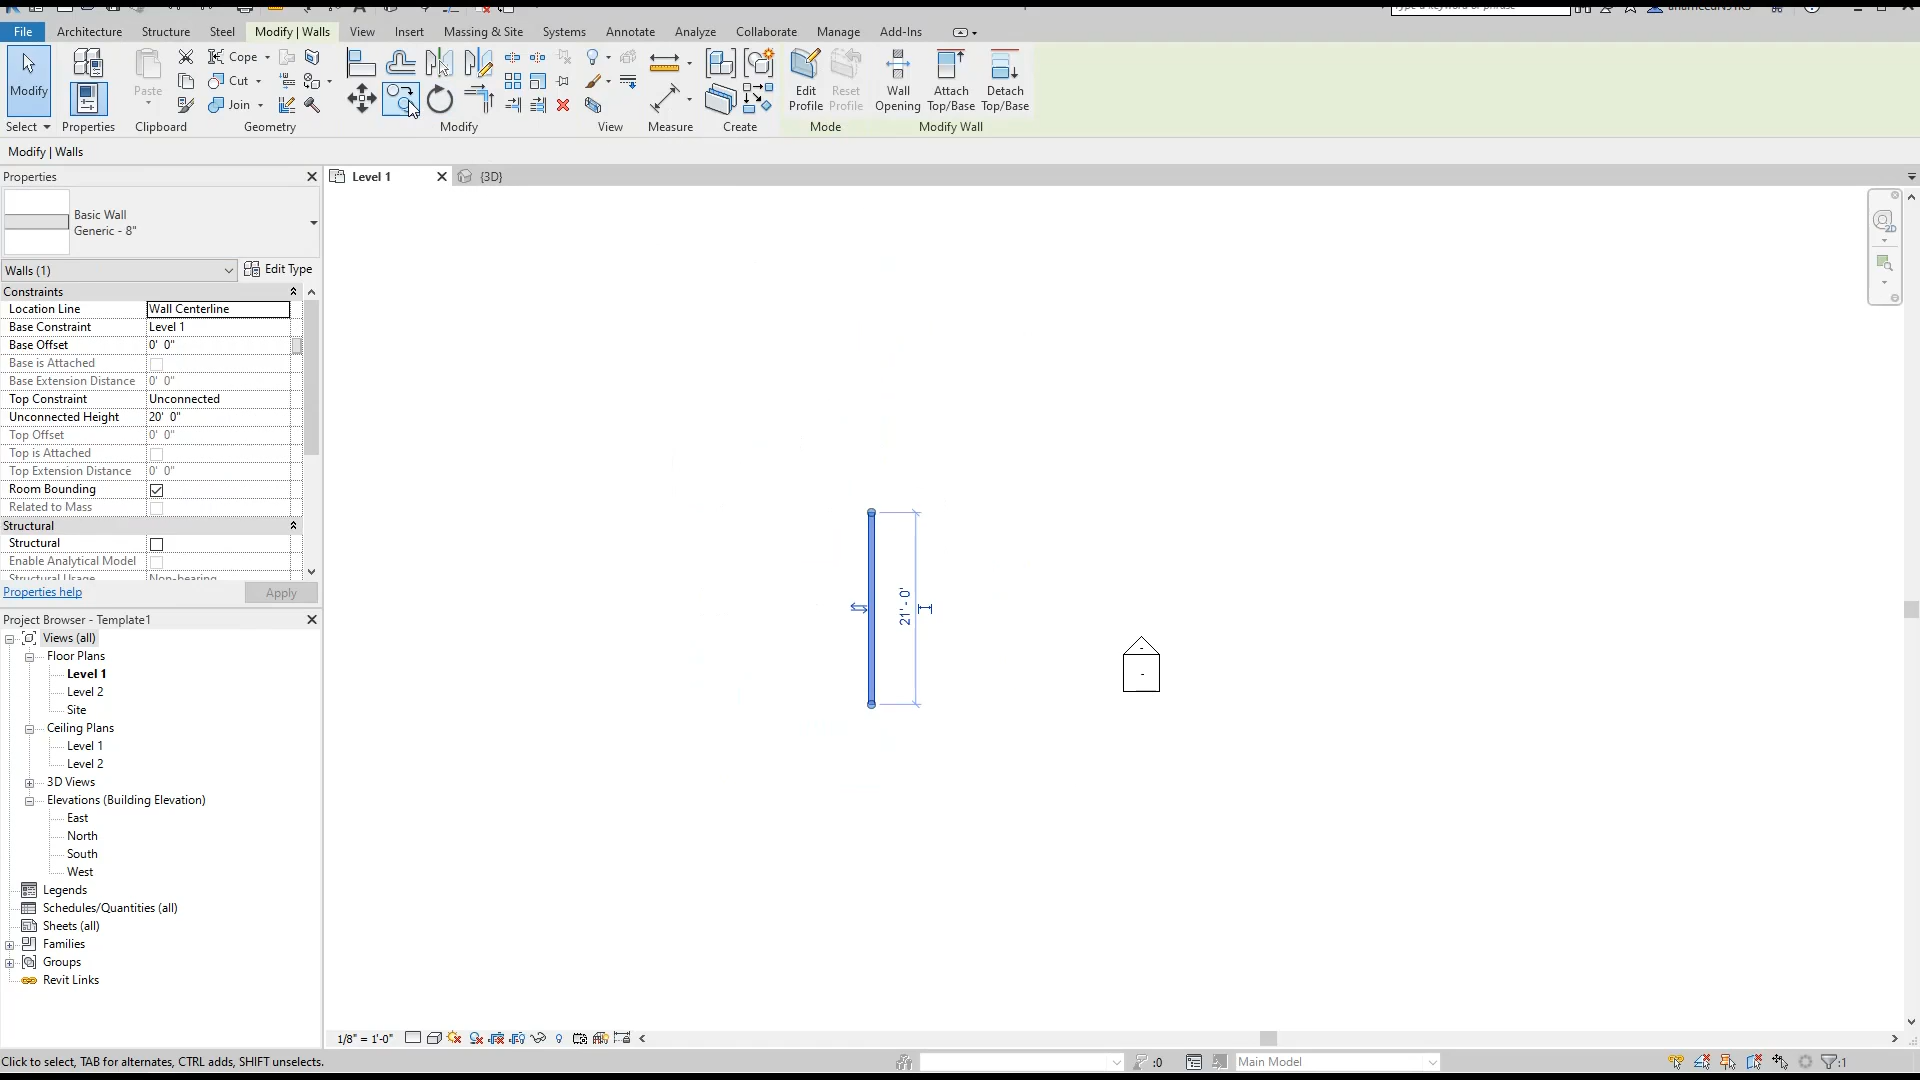 File Architecture Structure Steel Modify | Walls View Insert Massing & Site Systems Annotate Analyze Collaborate Manage Add-Ins
Modify
Paste
Cope
Cut
Join
Edit
Profile
Reset
Profile
Wall
Opening
Attach
Top/Base
Detach
Top/Base
Select Properties Clipboard Geometry Modify View Measure Create Mode Modify Wall
Modify | Walls
Properties
Level 1
{3D}
Basic Wall
Generic - 8"
Walls (1)
Edit Type
Constraints
Location Line Wall Centerline
Base Constraint Level 1
Base Offset 0' 0"
Base is Attached
Base Extension Distance 0' 0"
Top Constraint Unconnected
Unconnected Height 20' 0"
Top Offset 0' 0"
Top is Attached
Top Extension Distance 0' 0"
Room Bounding
Related to Mass
Structural
Structural
Enable Analytical Model
Structural Usage Non-bearing
Properties help
Apply
Project Browser - Template1
Views (all)
Floor Plans
Level 1
Level 2
Site
Ceiling Plans
Level 1
Level 2
3D Views
Elevations (Building Elevation)
East
North
South
West
Legends
Schedules/Quantities (all)
Sheets (all)
Families
Groups
Revit Links
21' - 0"
2D
1/8" = 1'-0"
Click to select, TAB for alternates, CTRL adds, SHIFT unselects.
:0
Main Model
:1